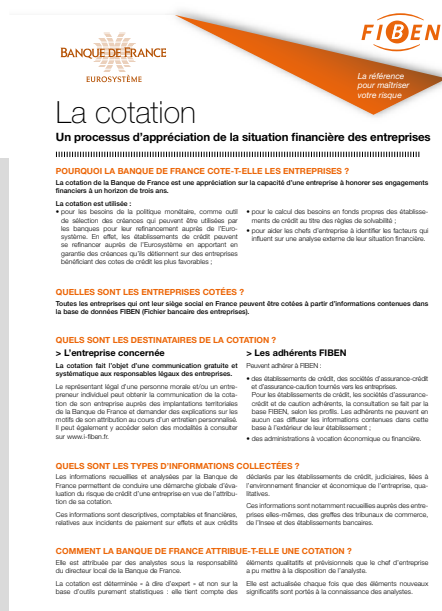 BANQUE DE FRANCE
EUROSYSTÈME
FIBEN
La référence
pour maîtriser
votre risque
La cotation
Un processus d'appréciation de la situation financière des entreprises
POURQUOI LA BANQUE DE FRANCE COTE-T-ELLE LES ENTREPRISES ?
La cotation de la Banque de France est une appréciation sur la capacité d'une entreprise à honorer ses engagements
financiers à un horizon de trois ans.
La cotation est utilisée :
• pour les besoins de la politique monétaire, comme outil
de sélection des créances qui peuvent être utilisées par
les banques pour leur refinancement auprès de l'Euro-
système. En effet, les établissements de crédit peuvent
se refinancer auprès de l'Eurosystème en apportant en
garantie des créances qu'ils détiennent sur des entreprises
bénéficiant des cotes de crédit les plus favorables ;
• pour le calcul des besoins en fonds propres des établisse-
ments de crédit au titre des règles de solvabilité ;
• pour aider les chefs d'entreprise à identifier les facteurs qui
influent sur une analyse externe de leur situation financière.
QUELLES SONT LES ENTREPRISES COTÉES ?
Toutes les entreprises qui ont leur siège social en France peuvent être cotées à partir d'informations contenues dans
la base de données FIBEN (Fichier bancaire des entreprises).
QUELS SONT LES DESTINATAIRES DE LA COTATION ?
> L'entreprise concernée
La cotation fait l'objet d'une communication gratuite et
systématique aux responsables légaux des entreprises.
Le représentant légal d'une personne morale et/ou un entre-
preneur individuel peut obtenir la communication de la cota-
tion de son entreprise auprès des implantations territoriales
de la Banque de France et demander des explications sur les
motifs de son attribution au cours d'un entretien personnalisé.
Il peut également y accéder selon des modalités à consulter
sur www.i-fiben.fr.
> Les adhérents FIBEN
Peuvent adhérer à FIBEN :
• des établissements de crédit, des sociétés d'assurance-crédit
et d'assurance-caution tournés vers les entreprises.
Pour les établissements de crédit, les sociétés d'assurance-
crédit et de caution adhérents, la consultation se fait par la
base FIBEN, selon les profils. Les adhérents ne peuvent en
aucun cas diffuser les informations contenues dans cette
base à l'extérieur de leur établissement ;
• des administrations à vocation économique ou financière.
QUELS SONT LES TYPES D'INFORMATIONS COLLECTÉES ?
Les informations recueillies et analysées par la Banque de
France permettent de conduire une démarche globale d'éva-
luation du risque de crédit d'une entreprise en vue de l'attribu-
tion de sa cotation.
Ces informations sont descriptives, comptables et financières,
relatives aux incidents de paiement sur effets et aux crédits
déclarés par les établissements de crédit, judiciaires, liées à
l'environnement financier et économique de l'entreprise, qua-
litatives.
Ces informations sont notamment recueillies auprès des entre-
prises elles-mêmes, des greffes des tribunaux de commerce,
de l'Insee et des établissements bancaires.
COMMENT LA BANQUE DE FRANCE ATTRIBUE-T-ELLE UNE COTATION ?
Elle est attribuée par des analystes sous la responsabilité
du directeur local de la Banque de France.
La cotation est déterminée « à dire d'expert » et non sur la
base d'outils purement statistiques : elle tient compte des
éléments qualitatifs et prévisionnels que le chef d'entreprise
a pu mettre à la disposition de l'analyste.
Elle est actualisée chaque fois que des éléments nouveaux
significatifs sont portés à la connaissance des analystes.